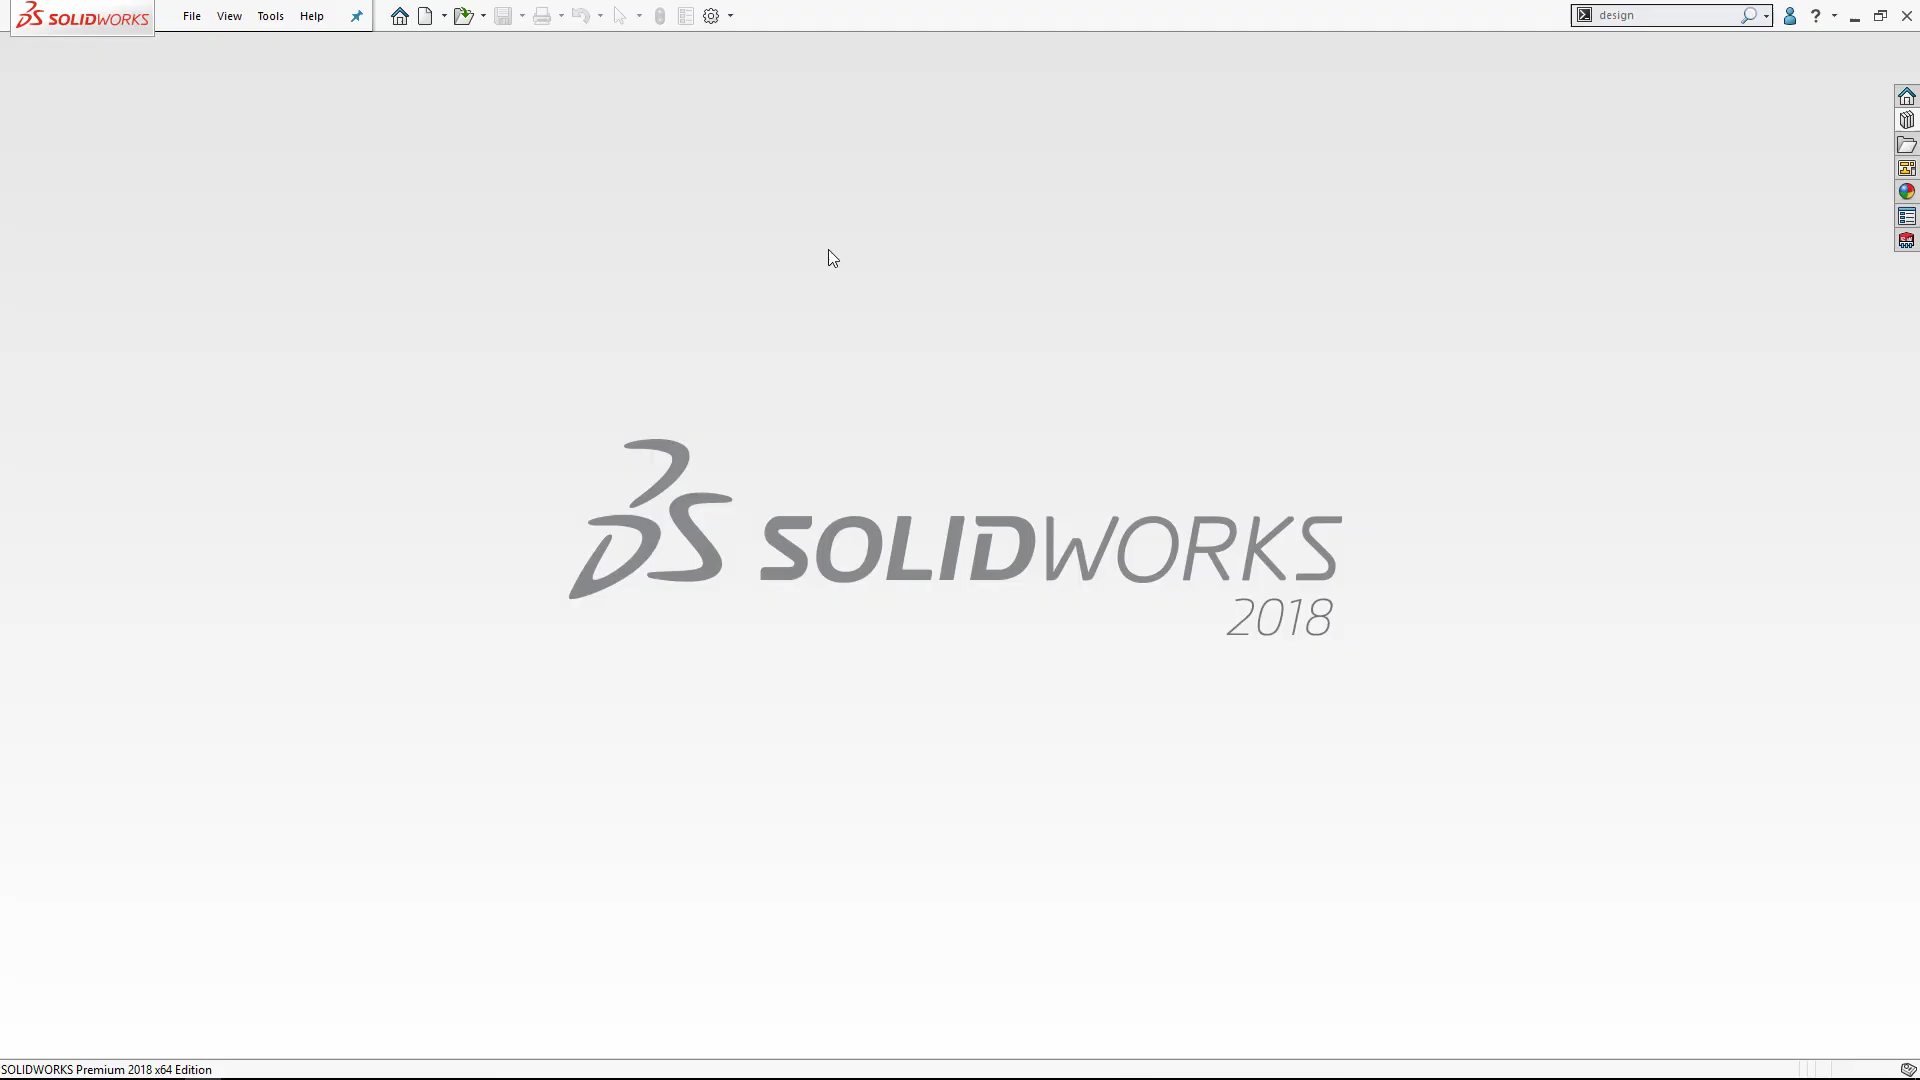 SOLIDWORKS File View Tools Help design ?
SOLIDWORKS
2018
SOLIDWORKS Premium 2018 x64 Edition